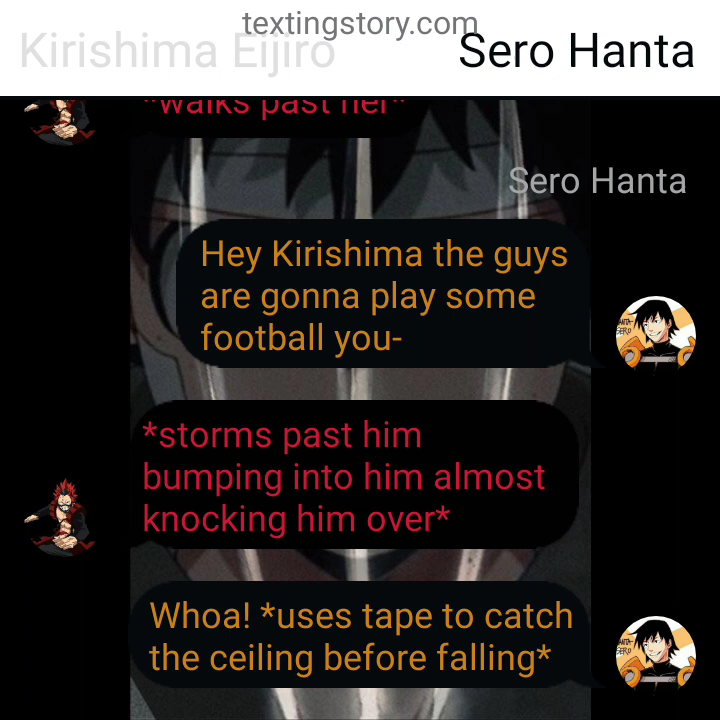 textingstory.com
Kirishima Eijiro
Sero Hanta
*walks past her*
Sero Hanta
Hey Kirishima the guys
are gonna play some
football you-
*storms past him
bumping into him almost
knocking him over*
Whoa! *uses tape to catch
the ceiling before falling*